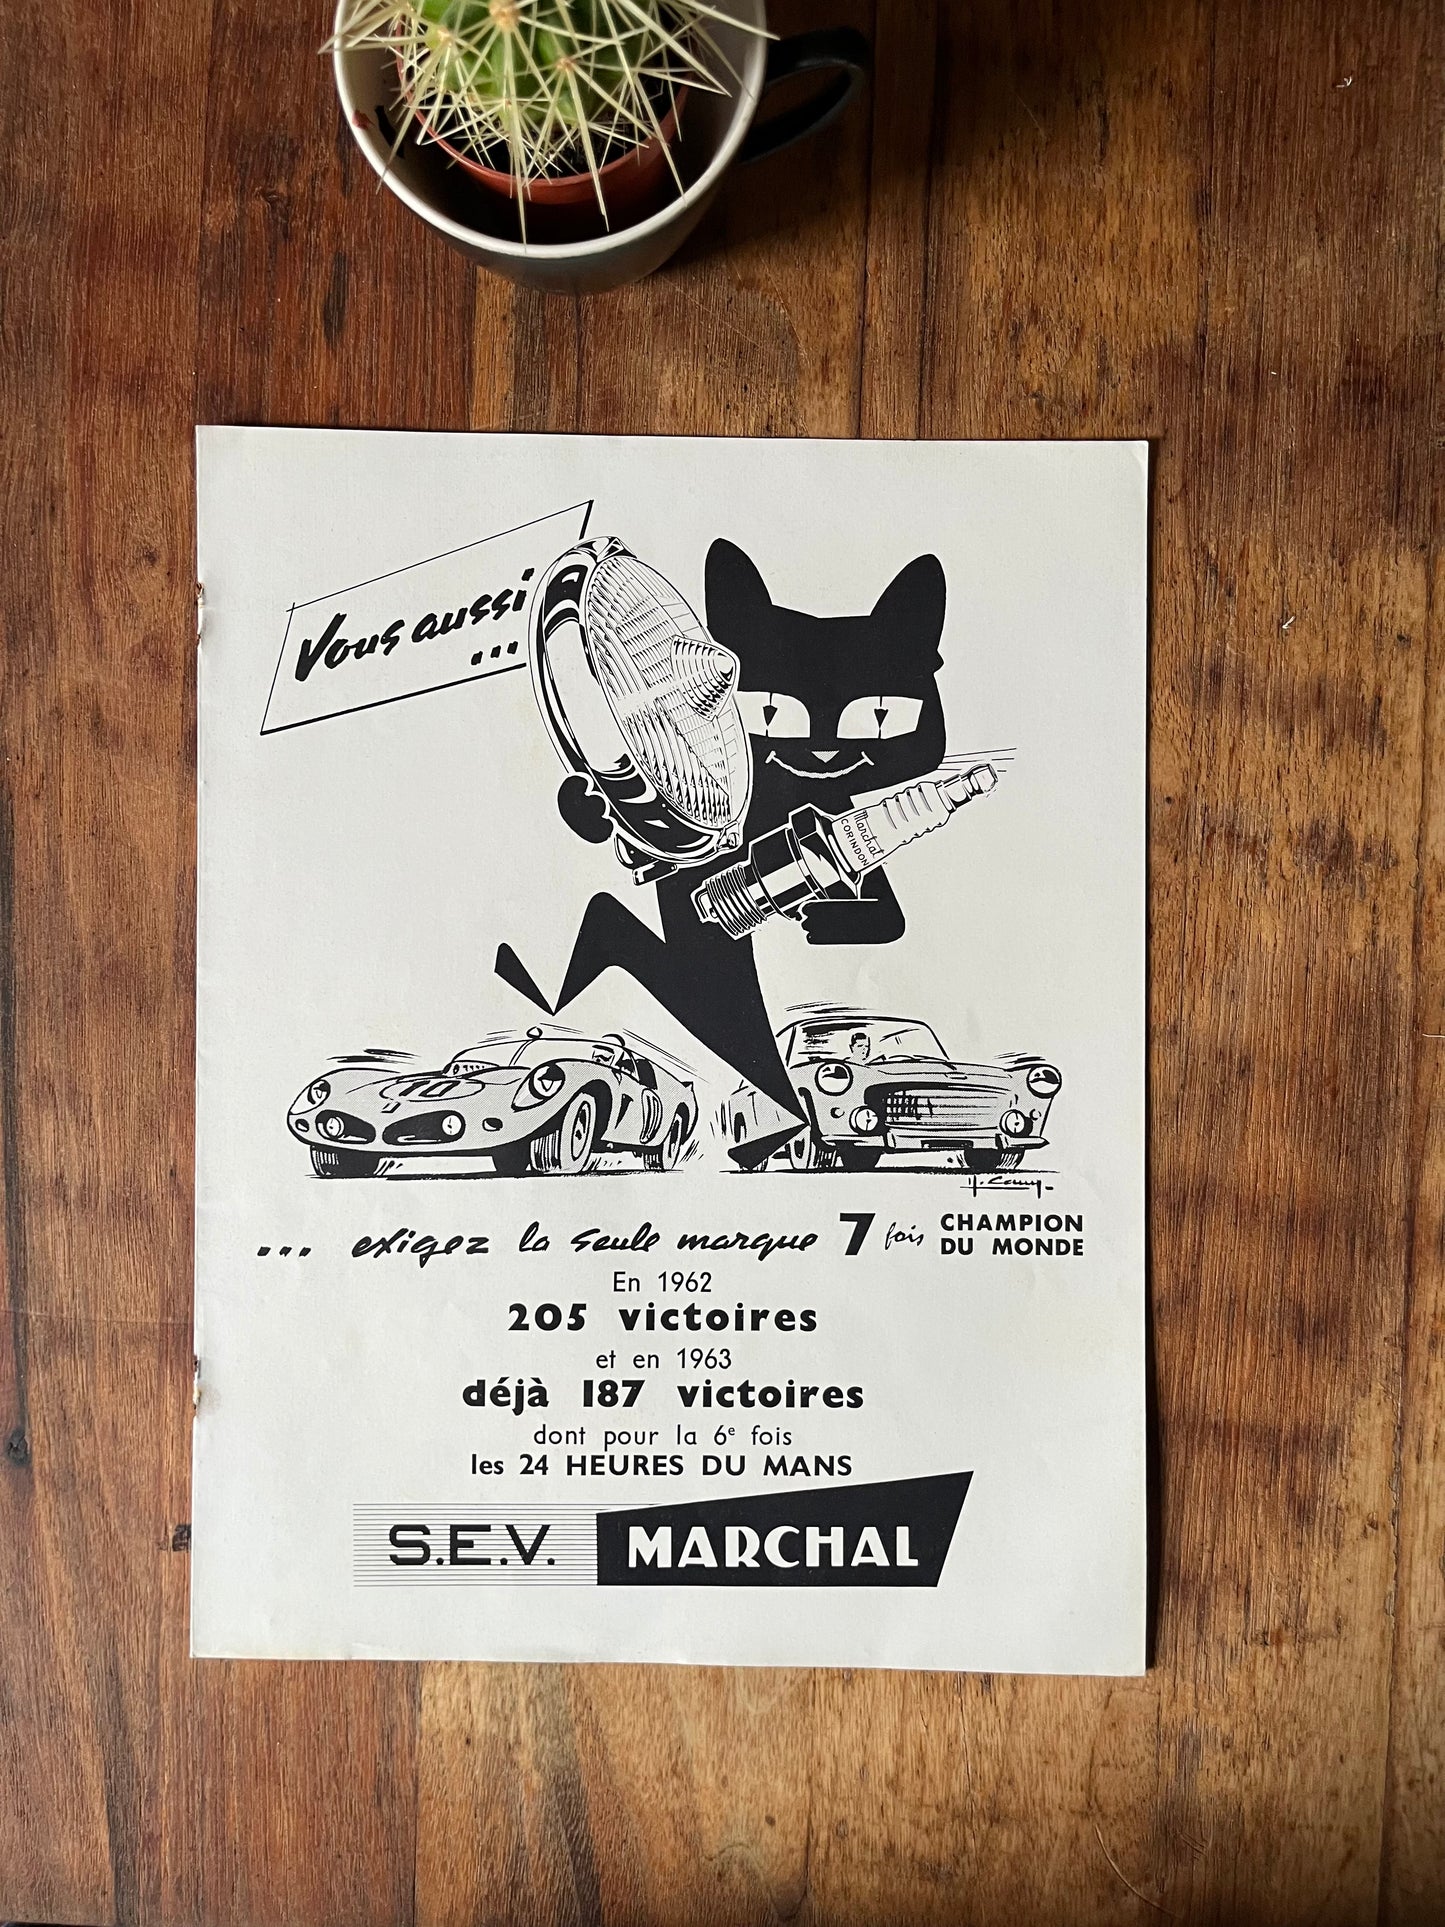 Vous aussi
...
Marchal
CORINDON
10
... exigez la seule marque 7 fois CHAMPION
DU MONDE
En 1962
205 victoires
et en 1963
déjà 187 victoires
dont pour la 6e fois
les 24 HEURES DU MANS
S.E.V. MARCHAL